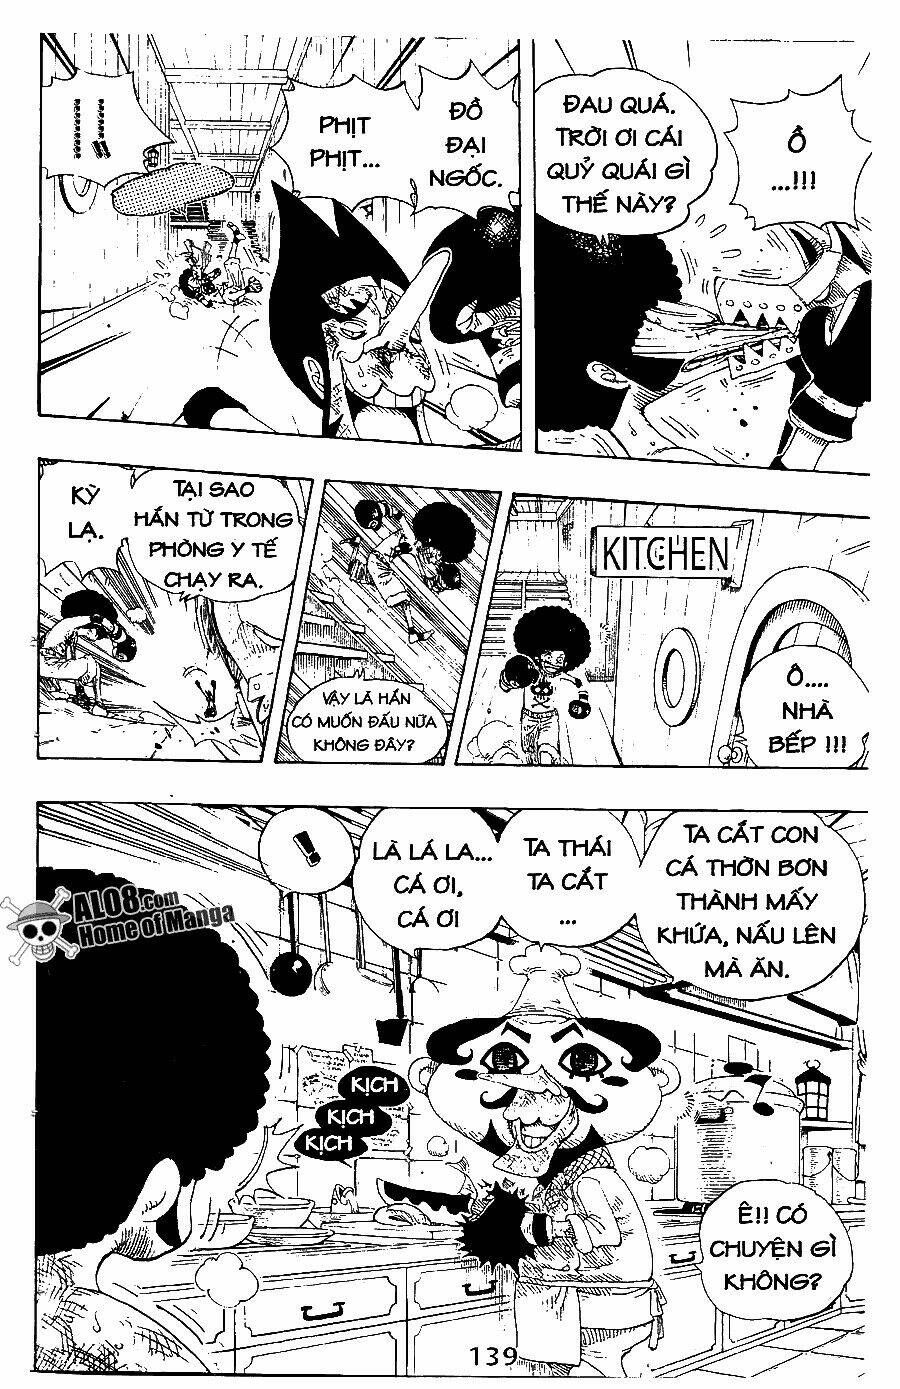 ĐỒ
ĐẠI
NGỐC.
PHỊT
PHỊT...
Ồ
...!!!
ĐAU QUÁ.
TRỜI ƠI CÁI
QUỶ QUÁI GÌ
THẾ NÀY?
KỲ
LẠ.
TẠI SAO
HẮN TỪ TRONG
PHÒNG Y TẾ
CHẠY RA.
VẬY LÀ HẮN
CÓ MUỐN ĐẤU NỮA
KHÔNG ĐÂY?
KITCHEN
Ô....
NHÀ
BẾP !!!
!
LÀ LÁ LA...
CÁ ƠI,
CÁ ƠI
TA THÁI
TA CẮT
...
TA CẮT CON
CÁ THỜN BƠN
THÀNH MẤY
KHỨA, NẤU LÊN
MÀ ĂN.
ALO8.com
Home of Manga
KỊCH
KỊCH
KỊCH
Ê!! CÓ
CHUYỆN GÌ
KHÔNG?
139